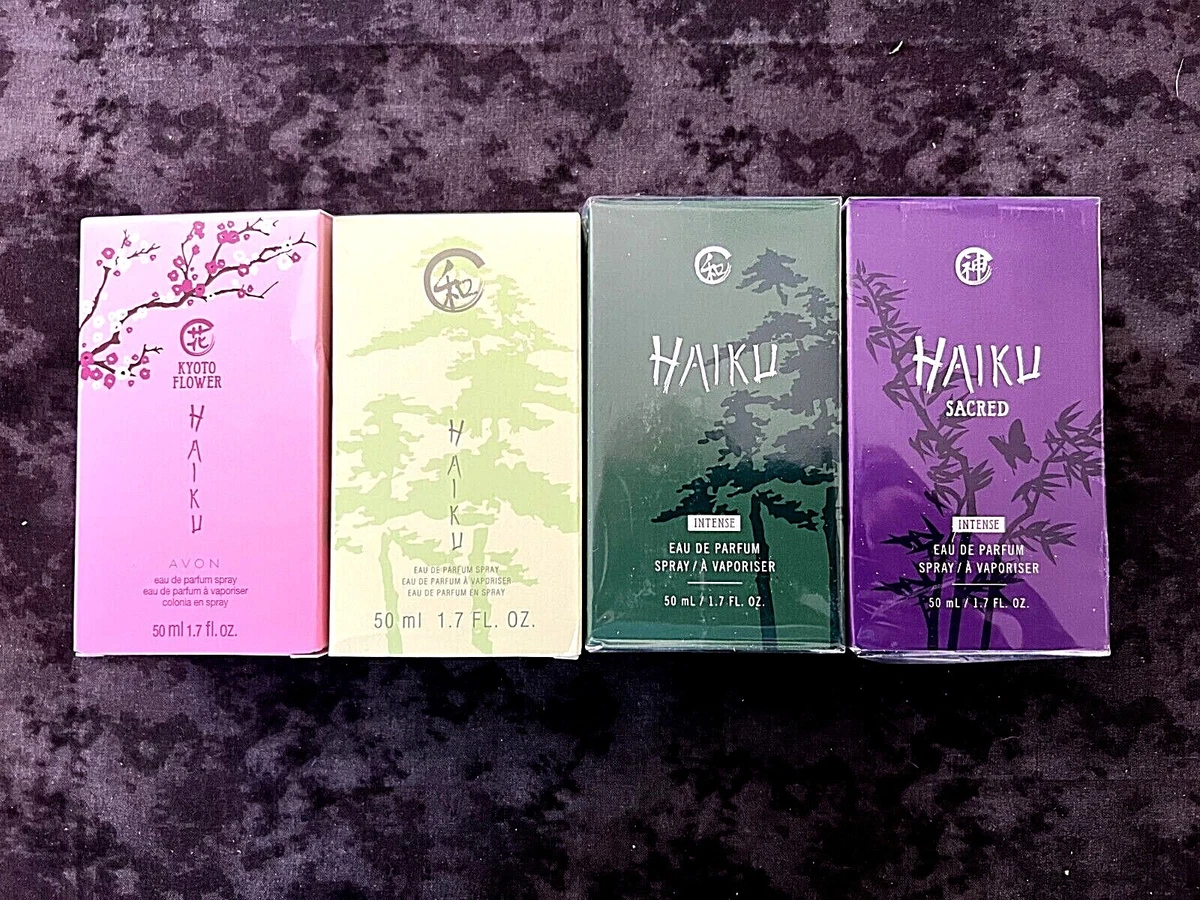 花
KYOTO
FLOWER
HAIKU
AVON
eau de parfum spray
eau de parfum à vaporiser
colonia en spray
50 ml 1.7 fl. oz.
和
HAIKU
EAU DE PARFUM SPRAY
EAU DE PARFUM À VAPORISER
EAU DE PARFUM EN SPRAY
50 ml 1.7 FL. OZ.
和
HAIKU
INTENSE
EAU DE PARFUM
SPRAY / À VAPORISER
50 mL / 1.7 FL. OZ.
神
HAIKU
SACRED
INTENSE
EAU DE PARFUM
SPRAY / À VAPORISER
50 mL / 1.7 FL. OZ.